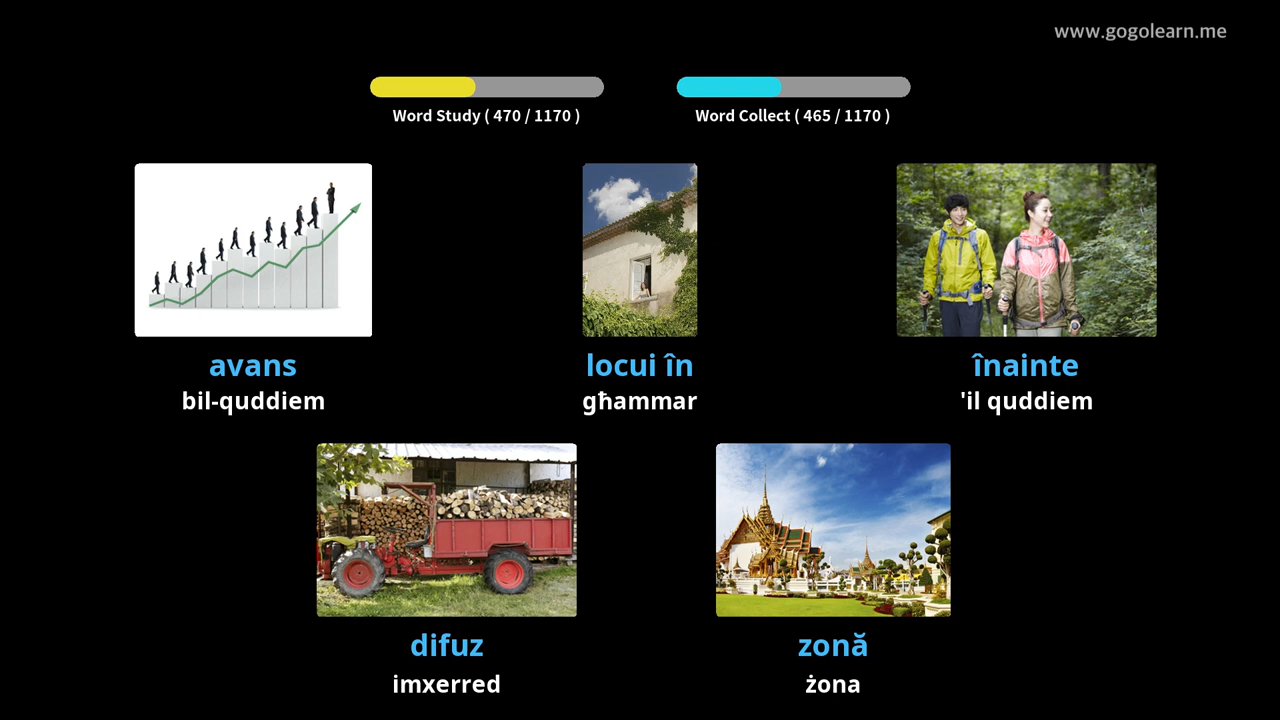 www.gogolearn.me
Word Study ( 470 / 1170 )
Word Collect ( 465 / 1170 )
avans
bil-quddiem
locui în
għammar
înainte
'il quddiem
difuz
imxerred
zonă
żona